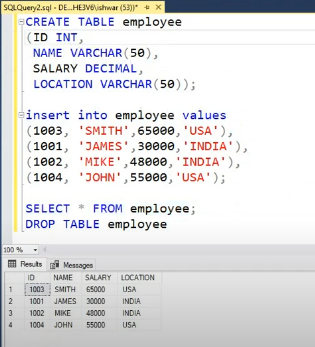 SQLQuery2.sql - DE...HE3V6\ishwar (53))*
CREATE TABLE employee
(ID INT,
NAME VARCHAR(50),
SALARY DECIMAL,
LOCATION VARCHAR(50));
insert into employee values
(1003, 'SMITH',65000,'USA'),
(1001, 'JAMES',30000,'INDIA'),
(1002, 'MIKE',48000,'INDIA'),
(1004, 'JOHN',55000,'USA');
SELECT * FROM employee;
DROP TABLE employee
100 %
Results Messages
ID NAME SALARY LOCATION
1 1003 SMITH 65000 USA
2 1001 JAMES 30000 INDIA
3 1002 MIKE 48000 INDIA
4 1004 JOHN 55000 USA